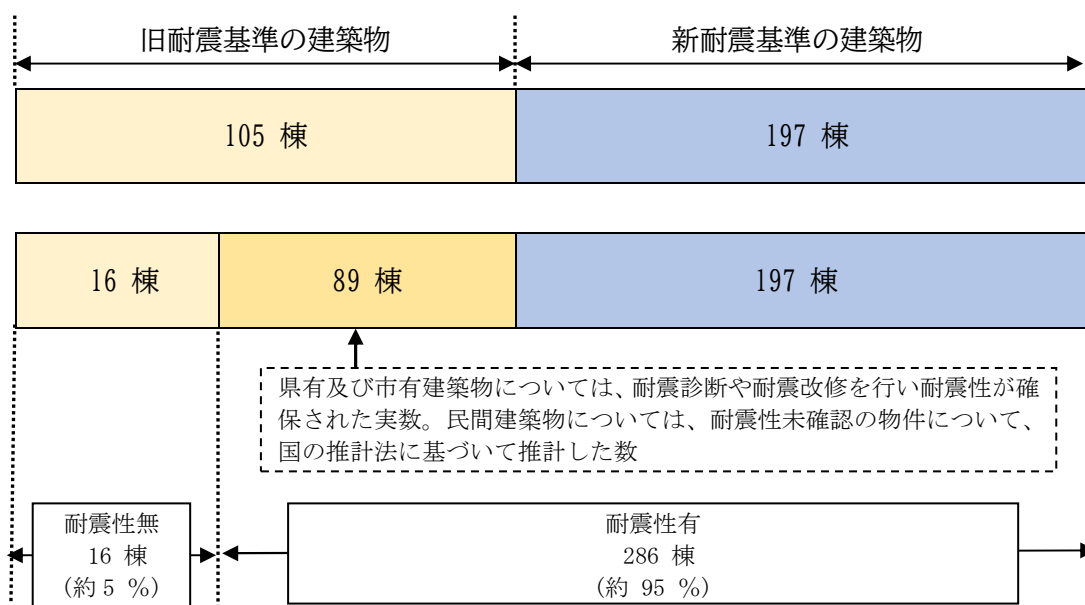 旧耐震基準の建築物
新耐震基準の建築物
105 棟
197 棟
16 棟
89 棟
197 棟
県有及び市有建築物については、耐震診断や耐震改修を行い耐震性が確
保された実数。民間建築物については、耐震性未確認の物件について、
国の推計法に基づいて推計した数
耐震性無
16 棟
(約5 %)
耐震性有
286 棟
(約 95 %)